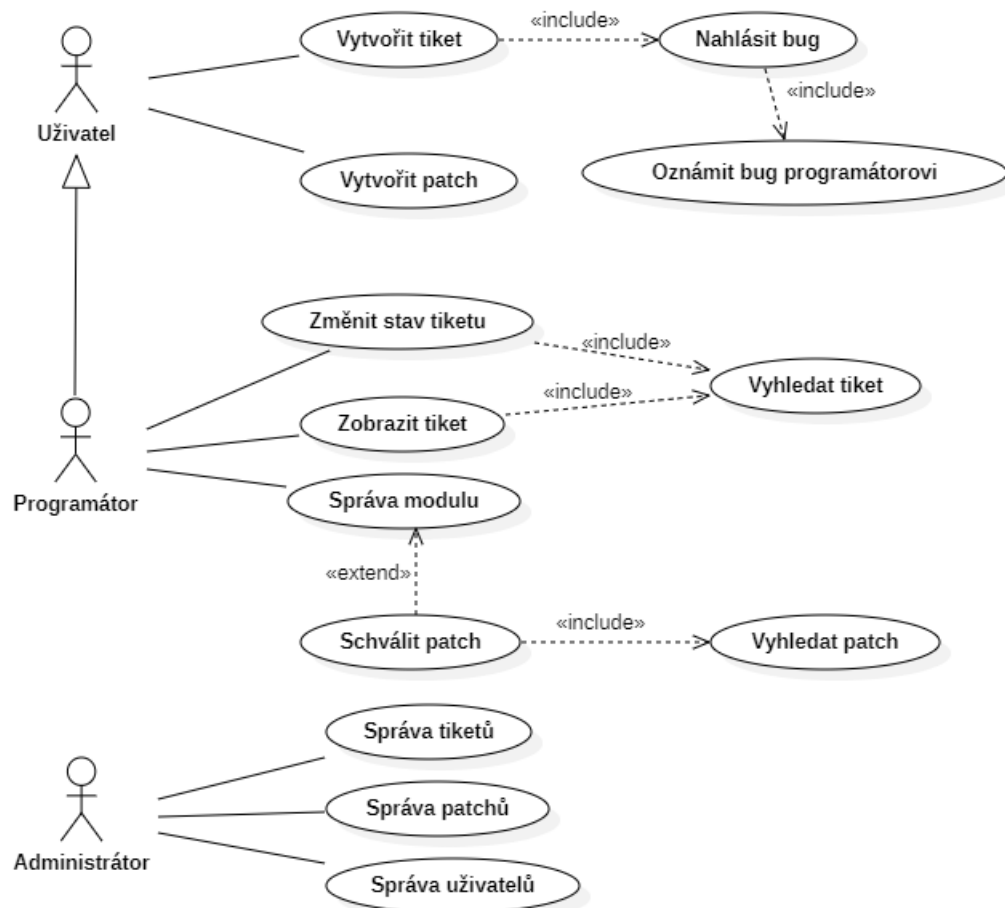 Vytvořit tiket
«include»
Nahlásit bug
«include»
Uživatel
Vytvořit patch
Oznámit bug programátorovi
Změnit stav tiketu
«include»
Vyhledat tiket
«include»
Zobrazit tiket
Programátor
Správa modulu
«extend»
Schválit patch
«include»
Vyhledat patch
Správa tiketů
Správa patchů
Administrátor
Správa uživatelů